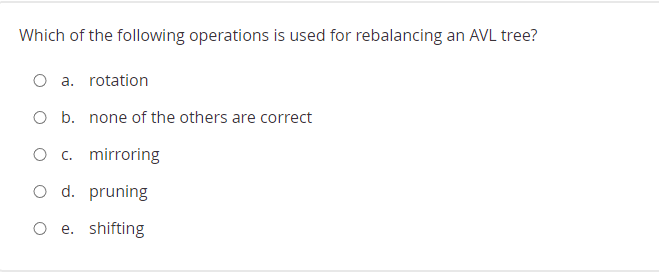 Which of the following operations is used for rebalancing an AVL tree?
a. rotation
b. none of the others are correct
c. mirroring
d. pruning
e. shifting